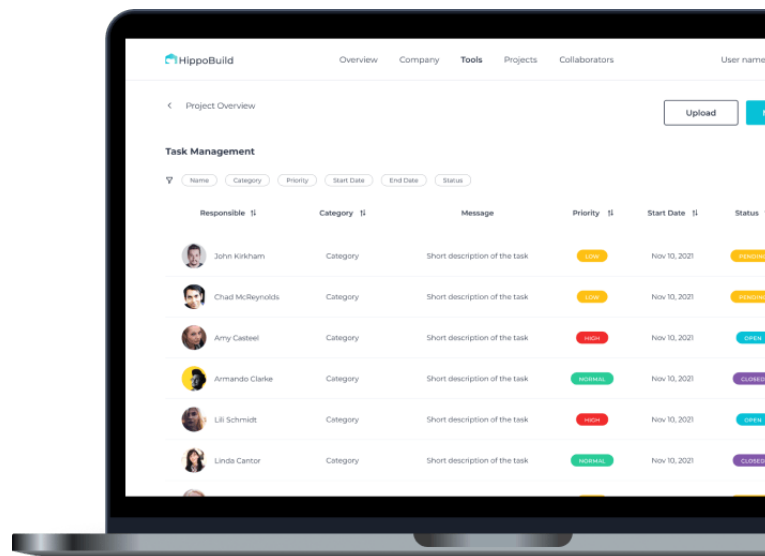 HippoBuild Overview Company Tools Projects Collaborators User name
Project Overview
Upload
Task Management
Name Category Priority Start Date End Date Status
Responsible Category Message Priority Start Date Status
John Kirkham Category Short description of the task LOW Nov 10, 2021 PENDING
Chad McReynolds Category Short description of the task LOW Nov 10, 2021 PENDING
Amy Casteel Category Short description of the task HIGH Nov 10, 2021 OPEN
Armando Clarke Category Short description of the task NORMAL Nov 10, 2021 CLOSED
Lili Schmidt Category Short description of the task HIGH Nov 10, 2021 OPEN
Linda Cantor Category Short description of the task NORMAL Nov 10, 2021 CLOSED